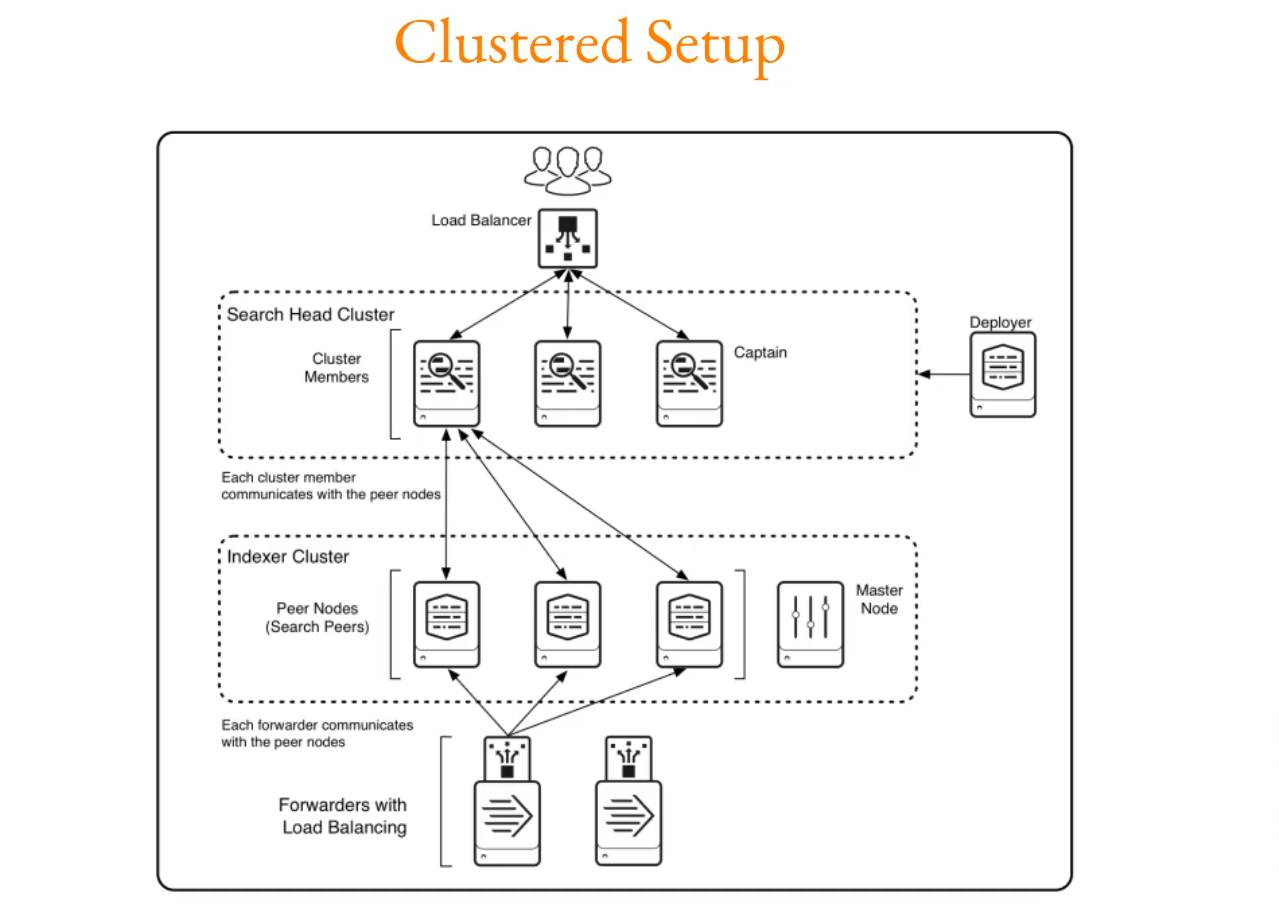 Clustered Setup
Load Balancer
Search Head Cluster
Cluster
Members
Captain
Deployer
Each cluster member
communicates with the peer nodes
Indexer Cluster
Peer Nodes
(Search Peers)
Master
Node
Each forwarder communicates
with the peer nodes
Forwarders with
Load Balancing